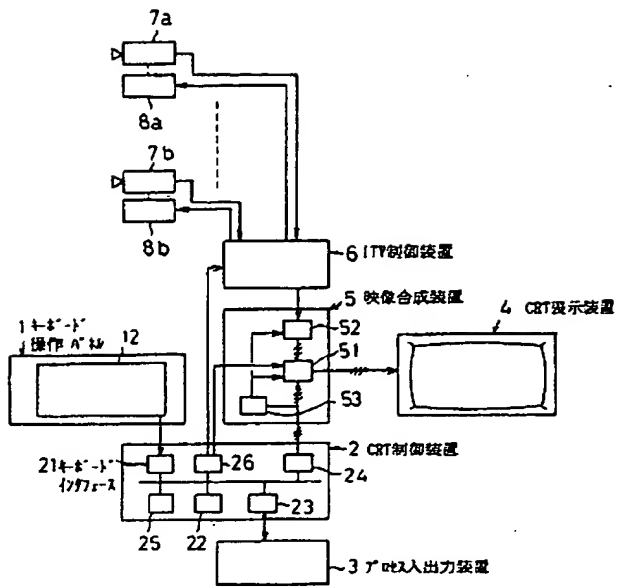 7a
8a
7b
8b
6 ITV制御装置
5 映像合成装置
52
4 CRT表示装置
1 キーボード
操作パネル
12
51
53
2 CRT制御装置
21 キーボード
インタフェース
26
24
25
22
23
3 プロセス入出力装置